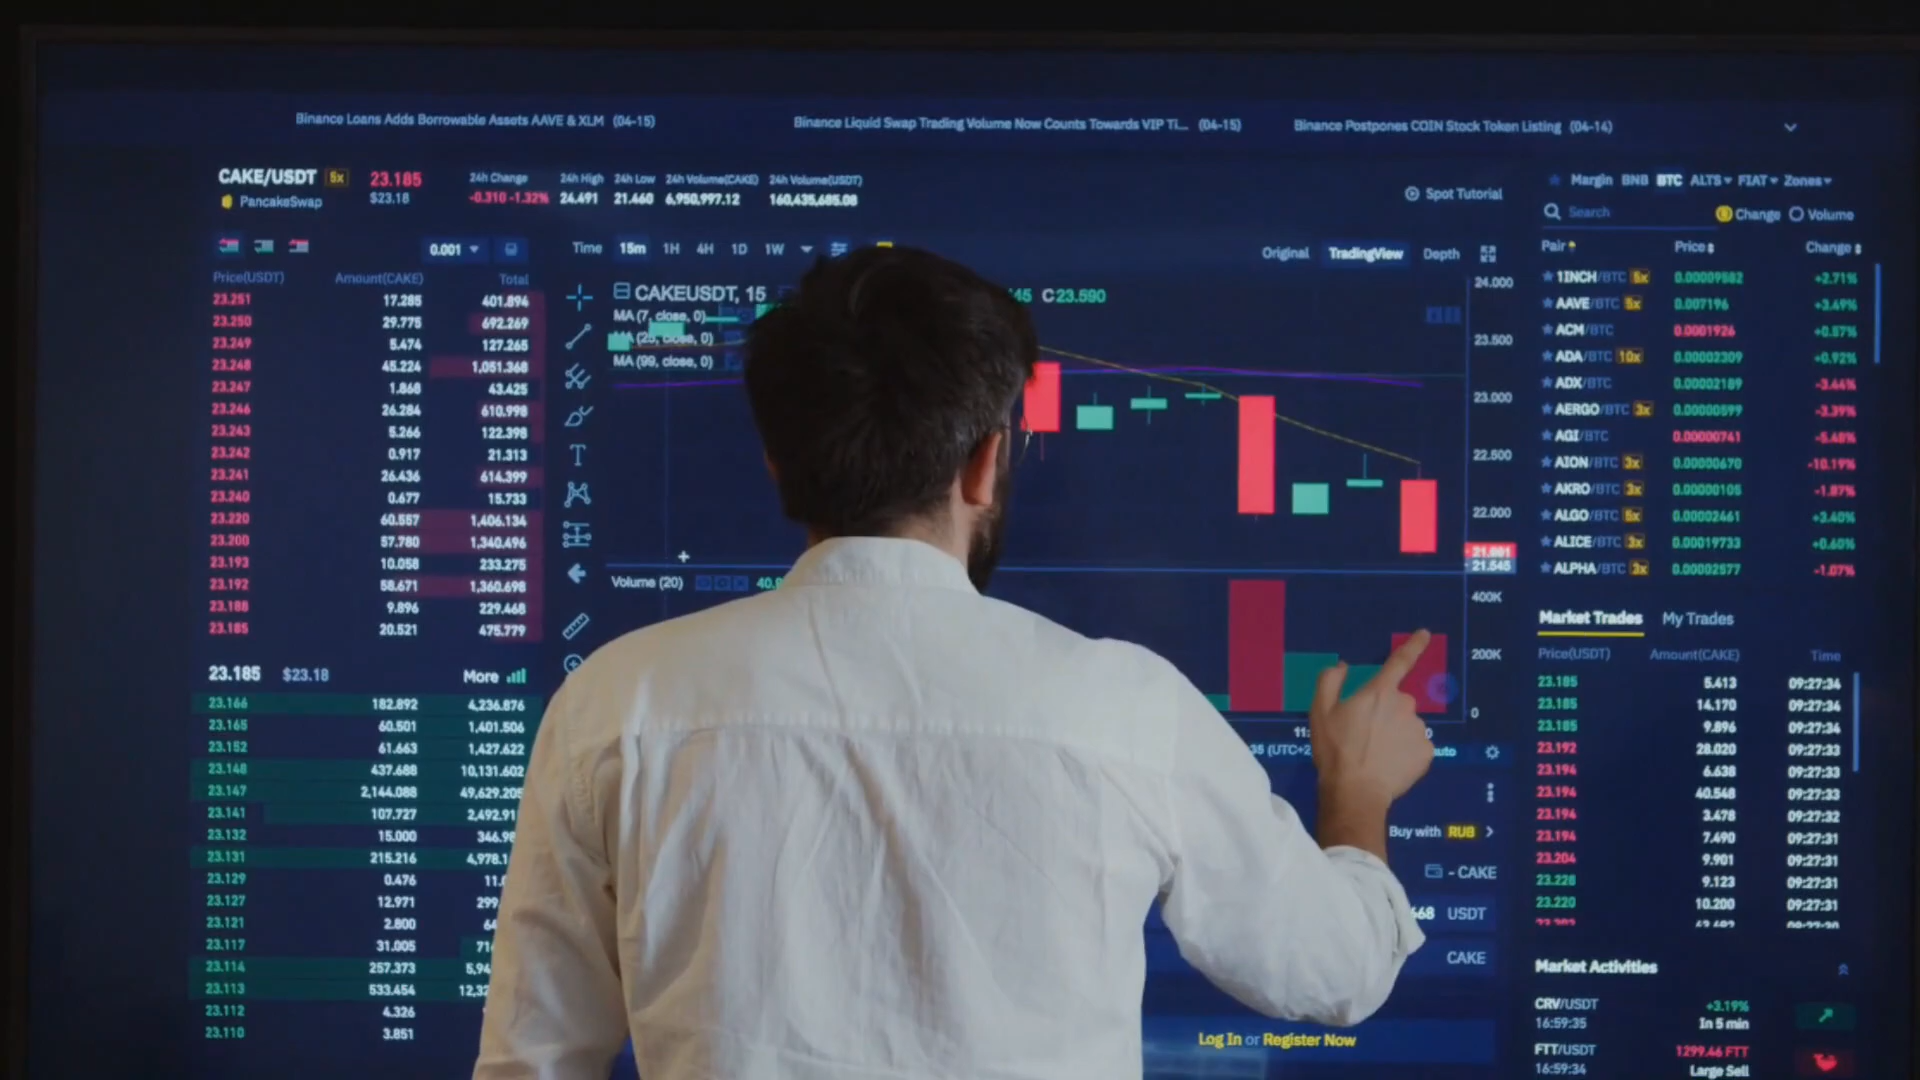 Binance Loans Adds Borrowable Assets AAVE & XLM (04-15)
Binance Liquid Swap Trading Volume Now Counts Towards VIP Ti... (04-15)
Binance Postpones COIN Stock Token Listing (04-14)
CAKE/USDT 5x 23.185
PancakeSwap $23.18
24h Change 24h High 24h Low 24h Volume(CAKE) 24h Volume(USDT)
-0.310 -1.32% 24.491 21.460 6,950,997.12 160,435,685.08
Spot Tutorial
0.001
Price(USDT) Amount(CAKE) Total
23.251 17.285 401.894
23.250 29.775 692.269
23.249 5.474 127.265
23.248 45.224 1,051.368
23.247 1.868 43.425
23.246 26.284 610.998
23.243 5.266 122.398
23.242 0.917 21.313
23.241 26.436 614.399
23.240 0.677 15.733
23.220 60.557 1,406.134
23.200 57.780 1,340.496
23.193 10.058 233.275
23.192 58.671 1,360.698
23.188 9.896 229.468
23.185 20.521 475.779
23.185 $23.18 More
23.166 182.892 4,236.876
23.165 60.501 1,401.506
23.152 61.663 1,427.622
23.148 437.688 10,131.602
23.147 2,144.088 49,629.205
23.141 107.727 2,492.91
23.132 15.000 346.98
23.131 215.216 4,978.1
23.129 0.476 11.0
23.127 12.971 299
23.121 2.800 64
23.117 31.005 71
23.114 257.373 5,94
23.113 533.454 12,32
23.112 4.326
23.110 3.851
Time 15m 1H 4H 1D 1W
Original TradingView Depth
CAKEUSDT, 15
45 C23.590
MA (7, close, 0)
MA (25, close, 0)
MA (99, close, 0)
24.000
23.500
23.000
22.500
22.000
21.545
Volume (20) 40.9
400K
200K
0
11:
35 (UTC+2
auto
Buy with RUB
- CAKE
668 USDT
CAKE
Log In or Register Now
Margin BNB BTC ALTS FIAT Zones
Search Change Volume
Pair Price Change
1INCH/BTC 5x 0.00009582 +2.71%
AAVE/BTC 5x 0.007196 +3.49%
ACM/BTC 0.0001926 +0.57%
ADA/BTC 10x 0.00002309 +0.92%
ADX/BTC 0.00002189 -3.44%
AERGO/BTC 3x 0.00000599 -3.39%
AGI/BTC 0.00000741 -5.48%
AION/BTC 3x 0.00000670 -10.19%
AKRO/BTC 3x 0.00000105 -1.87%
ALGO/BTC 5x 0.00002461 +3.40%
ALICE/BTC 3x 0.00019733 +0.60%
ALPHA/BTC 3x 0.00002577 -1.07%
Market Trades My Trades
Price(USDT) Amount(CAKE) Time
23.185 5.413 09:27:34
23.185 14.170 09:27:34
23.185 9.896 09:27:34
23.192 28.020 09:27:33
23.194 6.638 09:27:33
23.194 40.548 09:27:33
23.194 3.478 09:27:32
23.194 7.490 09:27:31
23.204 9.901 09:27:31
23.228 9.123 09:27:31
23.220 10.200 09:27:31
Market Activities
CRV/USDT +3.19%
16:59:35 In 5 min
FTT/USDT 1299.46 FTT
16:59:34 Large Sell